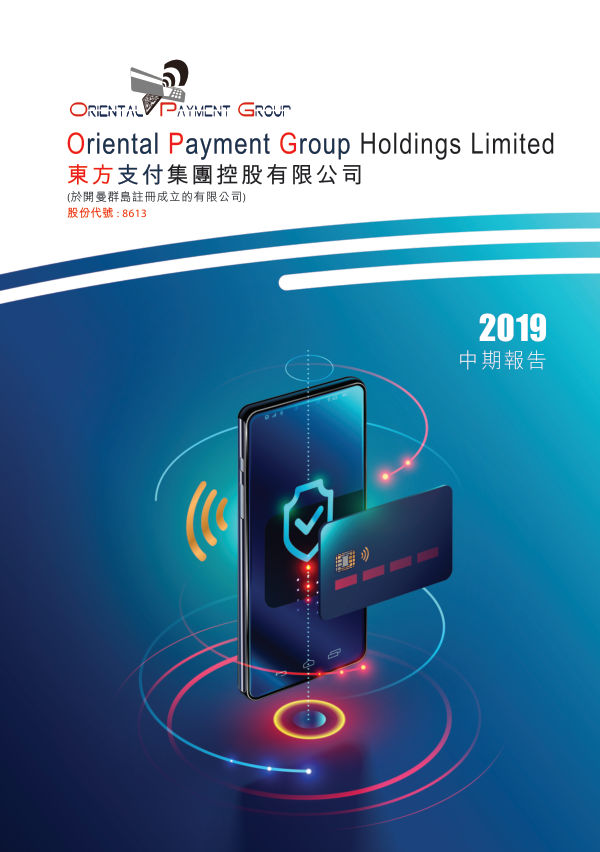 ORIENTAL PAYMENT GROUP
Oriental Payment Group Holdings Limited
東方支付集團控股有限公司
(於開曼群島註冊成立的有限公司)
股份代號 : 8613
2019
中期報告